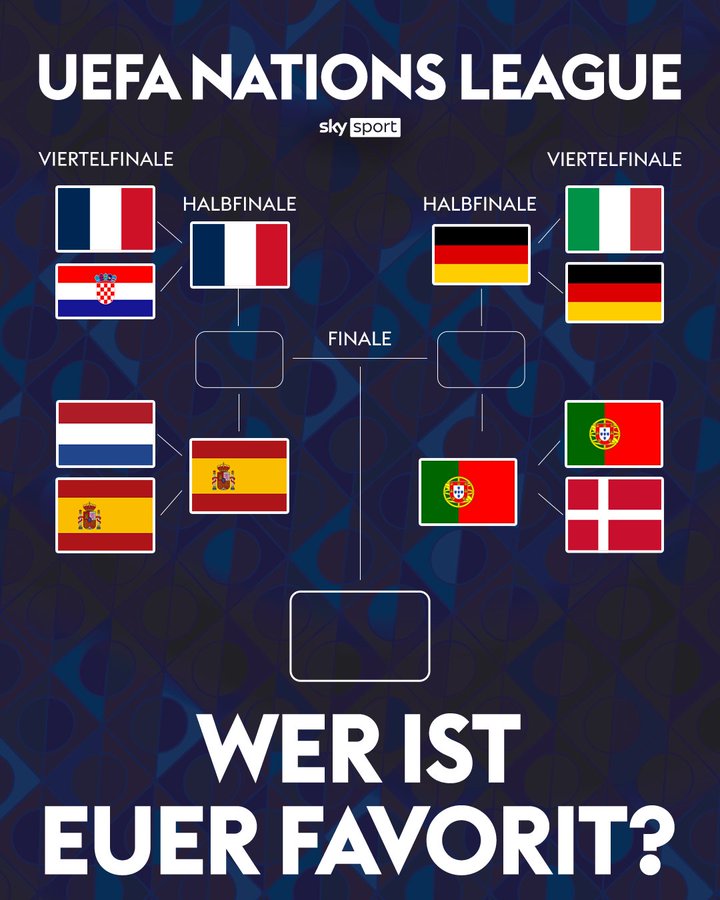 UEFA NATIONS LEAGUE
sky sport
VIERTELFINALE
VIERTELFINALE
HALBFINALE
HALBFINALE
FINALE
WER IST
EUER FAVORIT?